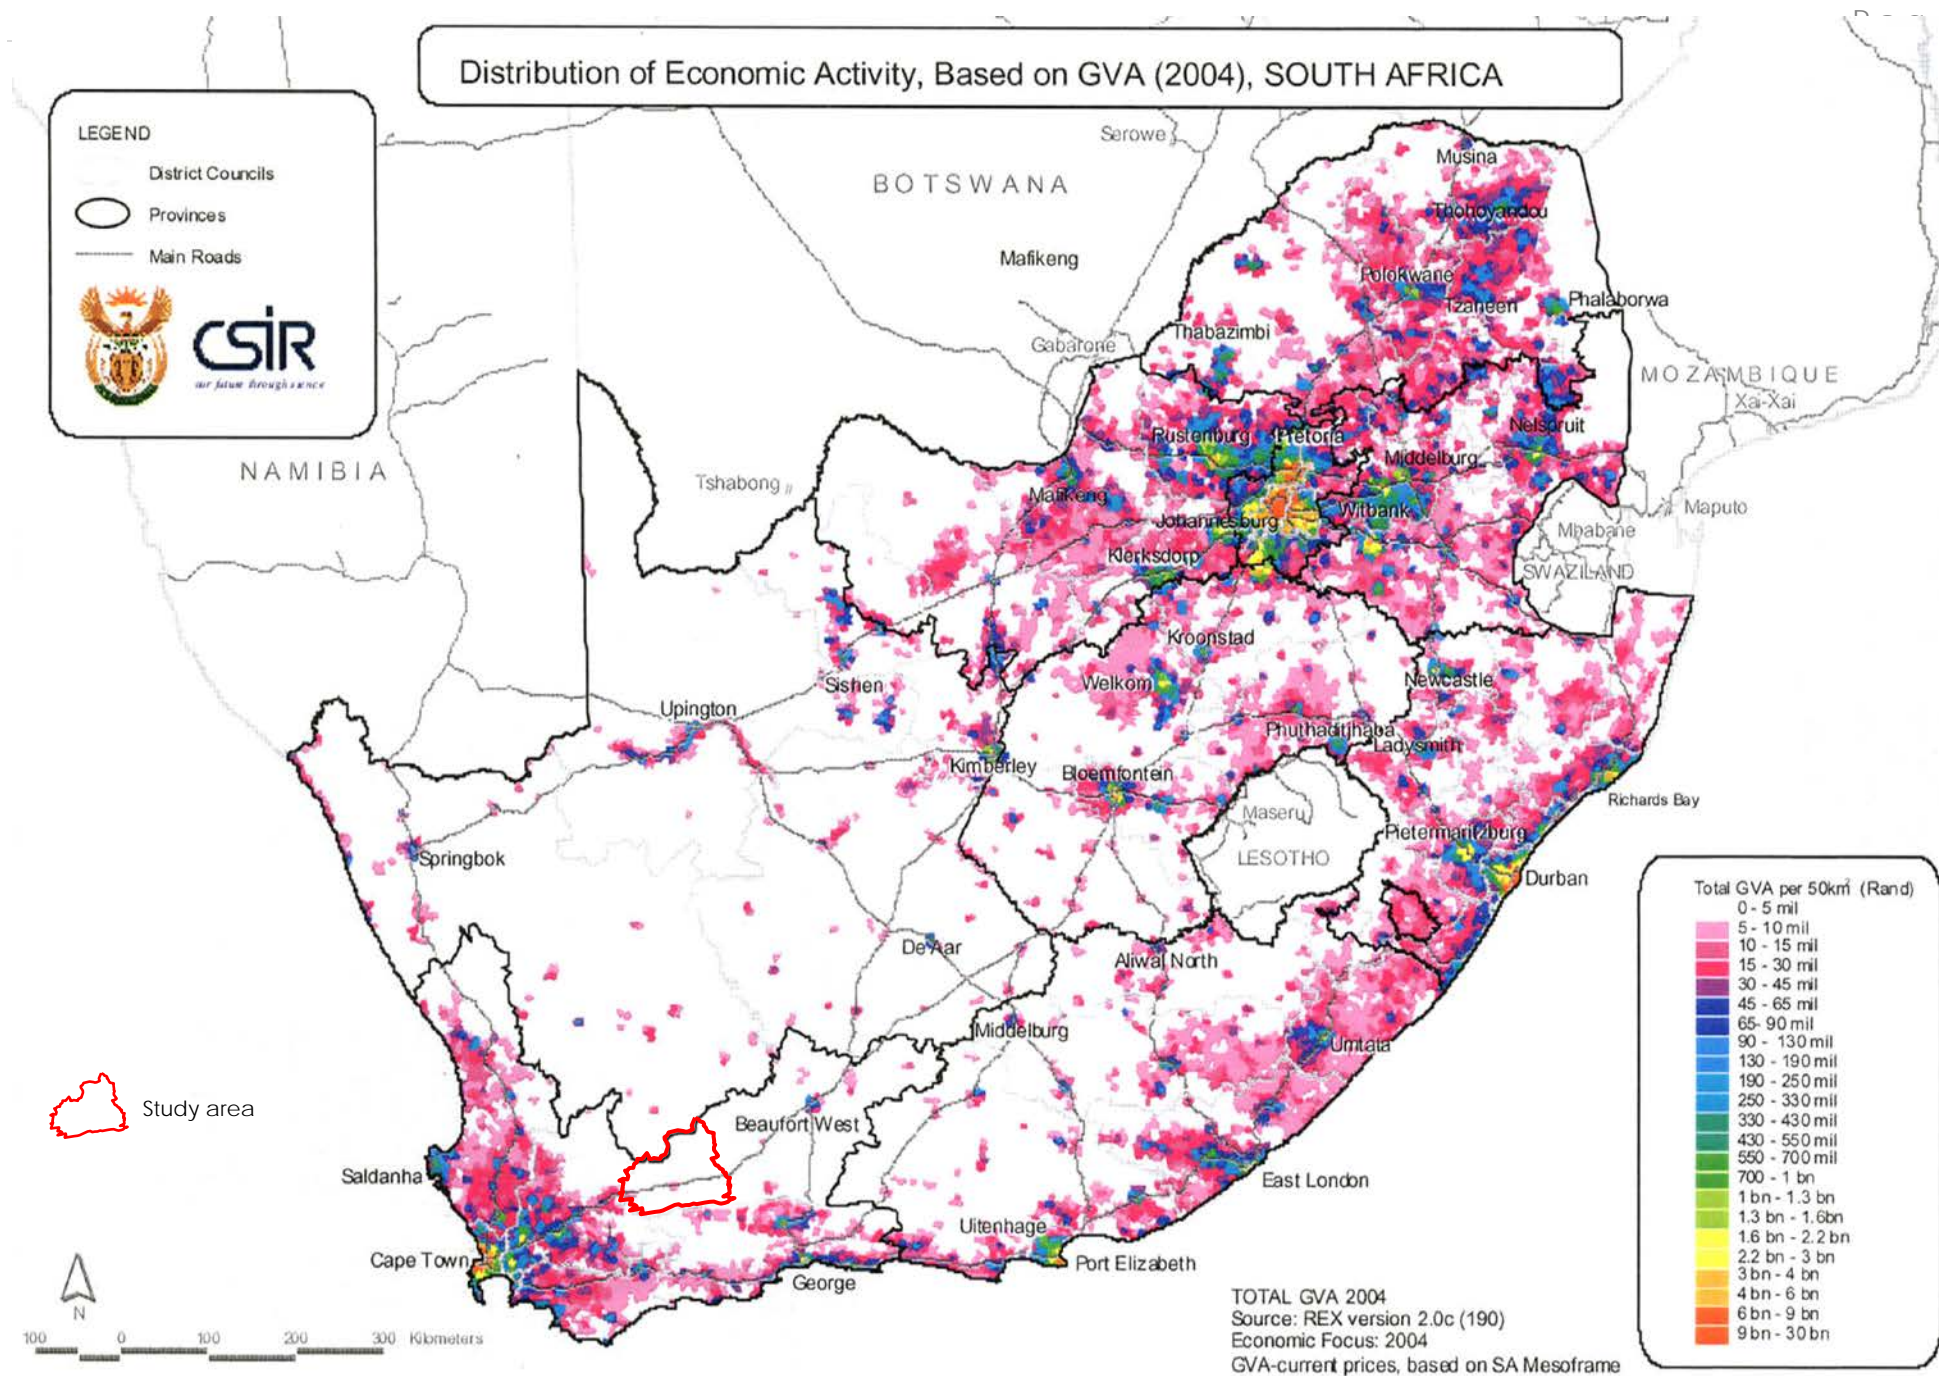 Distribution of Economic Activity, Based on GVA (2004), SOUTH AFRICA
LEGEND
District Councils
Provinces
Main Roads
CSIR
our future through science
BOTSWANA
Serowe
Mafikeng
Gabarone
NAMIBIA
Tshabong
MOZAMBIQUE
Xai-Xai
Maputo
Mbabane
SWAZILAND
Musina
Thohoyandou
Polokwane
Tzaneen
Phalaborwa
Thabazimbi
Nelspruit
Rustenburg
Pretoria
Middelburg
Mafikeng
Johannesburg
Witbank
Klerksdorp
Kroonstad
Welkom
Newcastle
Sishen
Upington
Phuthaditjhaba
Ladysmith
Kimberley
Bloemfontein
Richards Bay
Maseru
LESOTHO
Pietermaritzburg
Durban
Springbok
De Aar
Aliwal North
Middelburg
Umtata
Beaufort West
Saldanha
East London
Uitenhage
Cape Town
George
Port Elizabeth
Study area
N
100 0 100 200 300 Kilometers
TOTAL GVA 2004
Source: REX version 2.0c (190)
Economic Focus: 2004
GVA-current prices, based on SA Mesoframe
Total GVA per 50km² (Rand)
0 - 5 mil
5 - 10 mil
10 - 15 mil
15 - 30 mil
30 - 45 mil
45 - 65 mil
65- 90 mil
90 - 130 mil
130 - 190 mil
190 - 250 mil
250 - 330 mil
330 - 430 mil
430 - 550 mil
550 - 700 mil
700 - 1 bn
1 bn - 1.3 bn
1.3 bn - 1.6bn
1.6 bn - 2.2 bn
2.2 bn - 3 bn
3 bn - 4 bn
4 bn - 6 bn
6 bn - 9 bn
9 bn - 30 bn